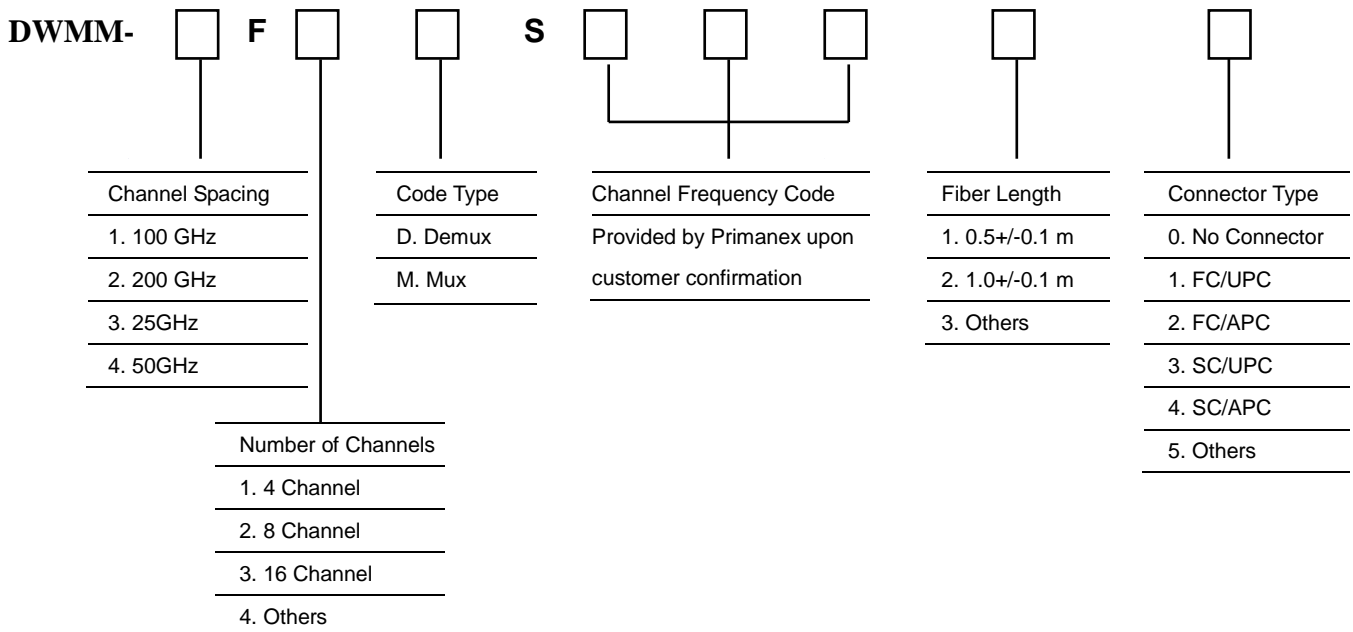 DWMM- F S
Channel Spacing
1. 100 GHz
2. 200 GHz
3. 25GHz
4. 50GHz
Number of Channels
1. 4 Channel
2. 8 Channel
3. 16 Channel
4. Others
Code Type
D. Demux
M. Mux
Channel Frequency Code
Provided by Primanex upon
customer confirmation
Fiber Length
1. 0.5+/-0.1 m
2. 1.0+/-0.1 m
3. Others
Connector Type
0. No Connector
1. FC/UPC
2. FC/APC
3. SC/UPC
4. SC/APC
5. Others